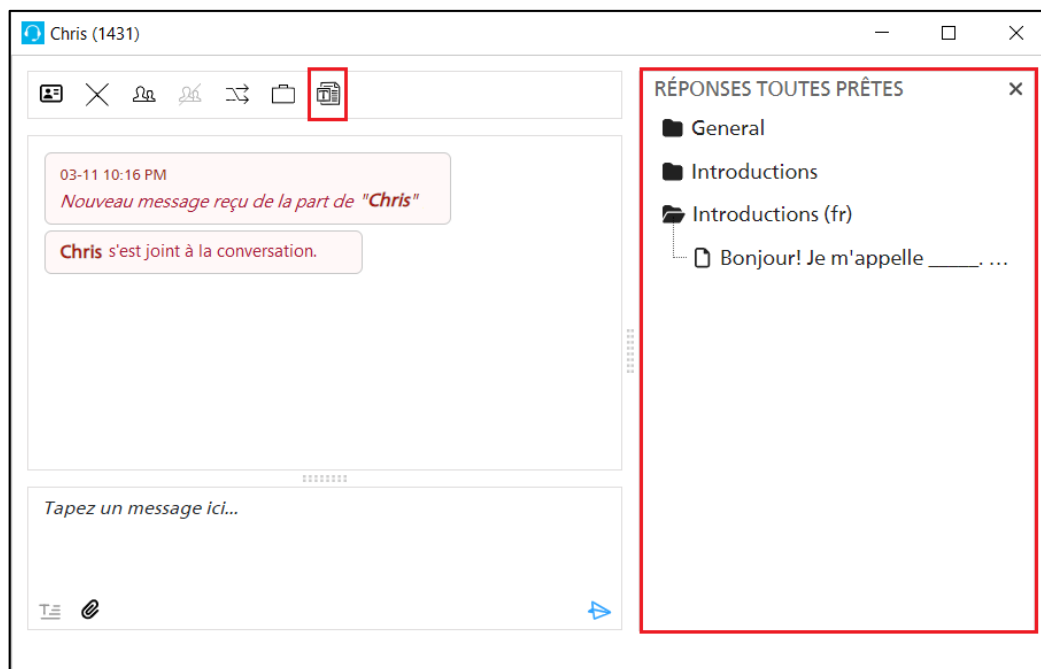 Chris (1431)
03-11 10:16 PM
Nouveau message reçu de la part de "Chris"
Chris s'est joint à la conversation.
Tapez un message ici...
RÉPONSES TOUTES PRÊTES
General
Introductions
Introductions (fr)
Bonjour! Je m'appelle _____. ...